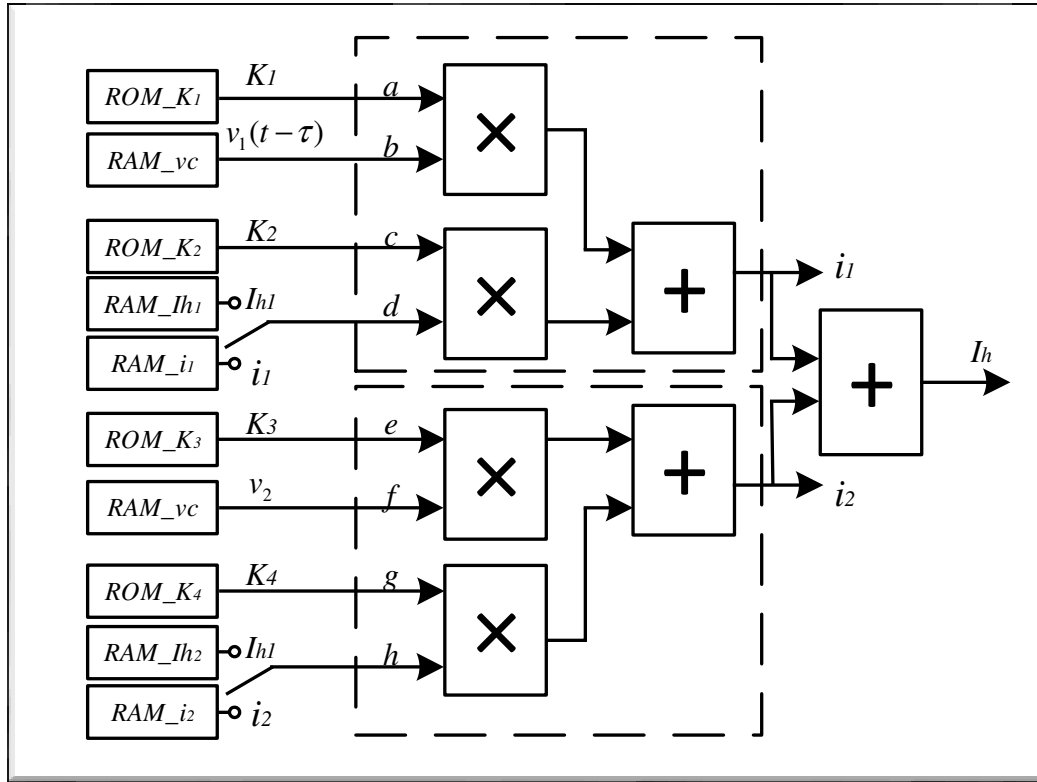 ROM_K1
K1
a
×
RAM_vc
v1(t−τ)
b
ROM_K2
K2
c
×
+
i1
RAM_Ih1
Ih1
d
RAM_i1
i1
+
Ih
ROM_K3
K3
e
×
+
i2
RAM_vc
v2
f
ROM_K4
K4
g
×
RAM_Ih2
Ih1
h
RAM_i2
i2